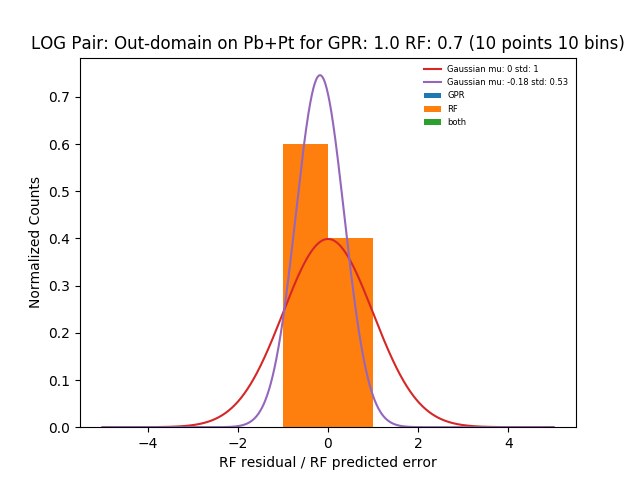 LOG Pair: Out-domain on Pb+Pt for GPR: 1.0 RF: 0.7 (10 points 10 bins)
Gaussian mu: 0 std: 1
Gaussian mu: -0.18 std: 0.53
GPR
RF
both
Normalized Counts
0.7
0.6
0.5
0.4
0.3
0.2
0.1
0.0
−4 −2 0 2 4
RF residual / RF predicted error